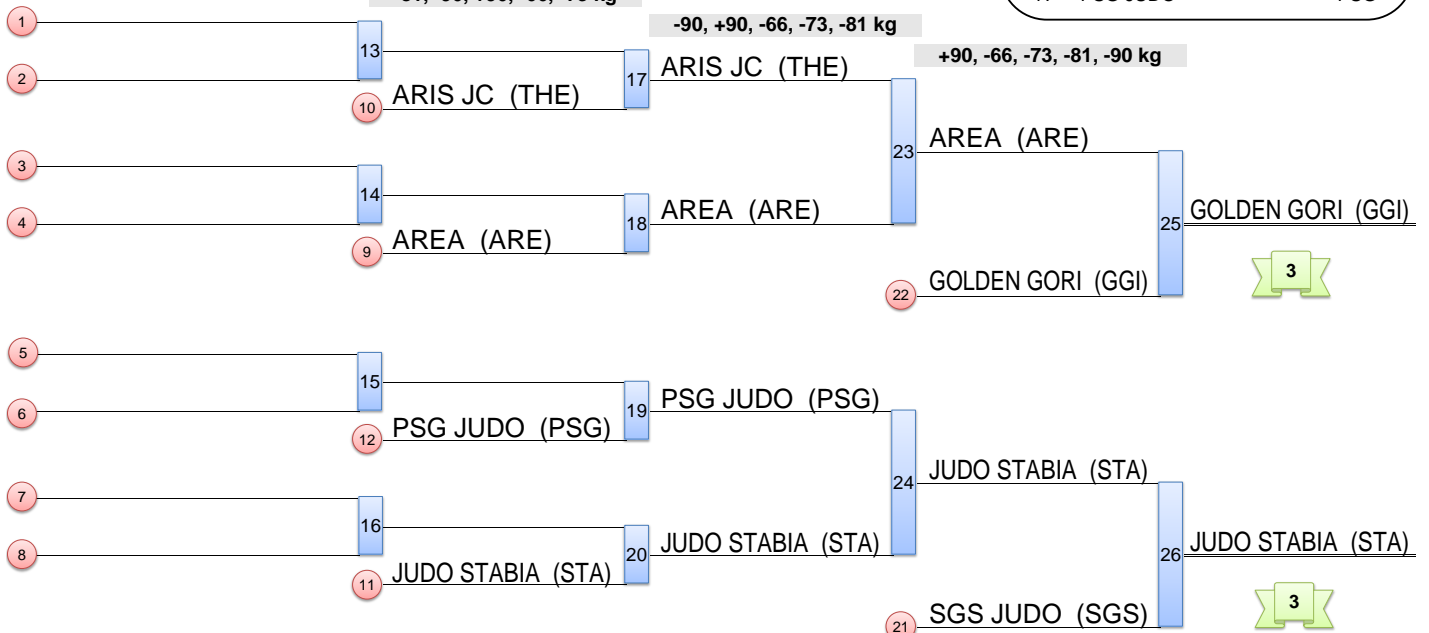 -90, +90, -66, -73, -81 kg
+90, -66, -73, -81, -90 kg
1
13
2
17
ARIS JC (THE)
10
ARIS JC (THE)
23
AREA (ARE)
3
14
4
18
AREA (ARE)
25
GOLDEN GORI (GGI)
9
AREA (ARE)
3
22
GOLDEN GORI (GGI)
5
15
6
19
PSG JUDO (PSG)
12
PSG JUDO (PSG)
24
JUDO STABIA (STA)
7
16
8
20
JUDO STABIA (STA)
26
JUDO STABIA (STA)
11
JUDO STABIA (STA)
3
21
SGS JUDO (SGS)